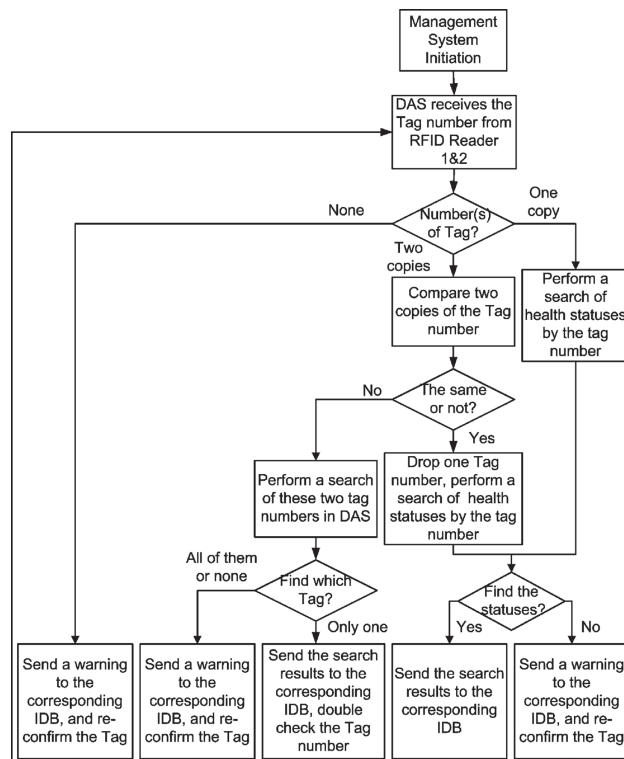 Management
System
Initiation
DAS receives the
Tag number from
RFID Reader
1&2
None
Number(s)
of Tag?
One
copy
Two
copies
Compare two
copies of the Tag
number
Perform a
search of
health statuses
by the tag
number
No
The same
or not?
Yes
Perform a search
of these two tag
numbers in DAS
Drop one Tag
number, perform a
search of health
statuses by the tag
number
All of them
or none
Find which
Tag?
Only one
Find the
statuses?
Yes
No
Send a warning
to the
corresponding
IDB, and re-
confirm the Tag
Send a warning
to the
corresponding
IDB, and re-
confirm the Tag
Send the search
results to the
corresponding
IDB, double
check the Tag
number
Send the search
results to the
corresponding
IDB
Send a warning
to the
corresponding
IDB, and re-
confirm the Tag